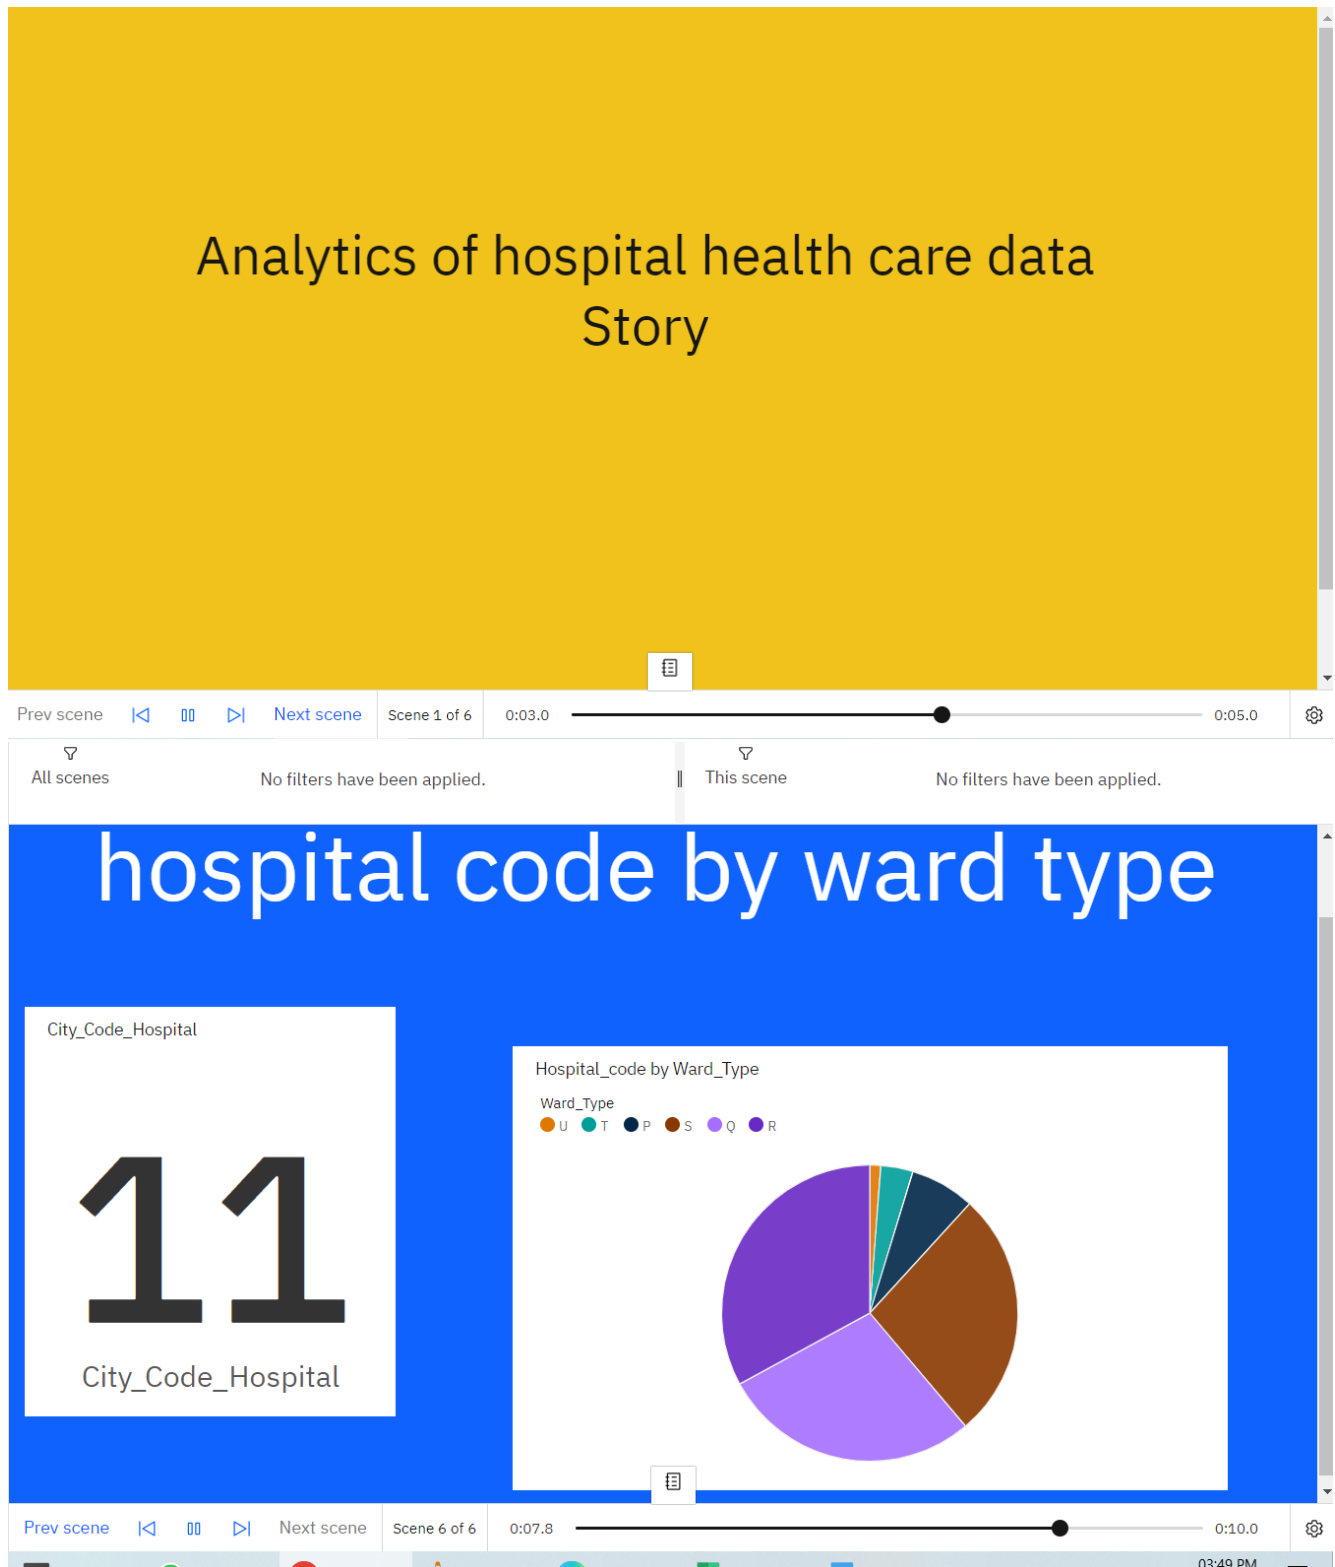 Analytics of hospital health care data
Story
Prev scene Next scene Scene 1 of 6 0:03.0 0:05.0
All scenes No filters have been applied. This scene No filters have been applied.
hospital code by ward type
City_Code_Hospital
11
City_Code_Hospital
Hospital_code by Ward_Type
Ward_Type
U T P S Q R
Prev scene Next scene Scene 6 of 6 0:07.8 0:10.0
03:49 PM